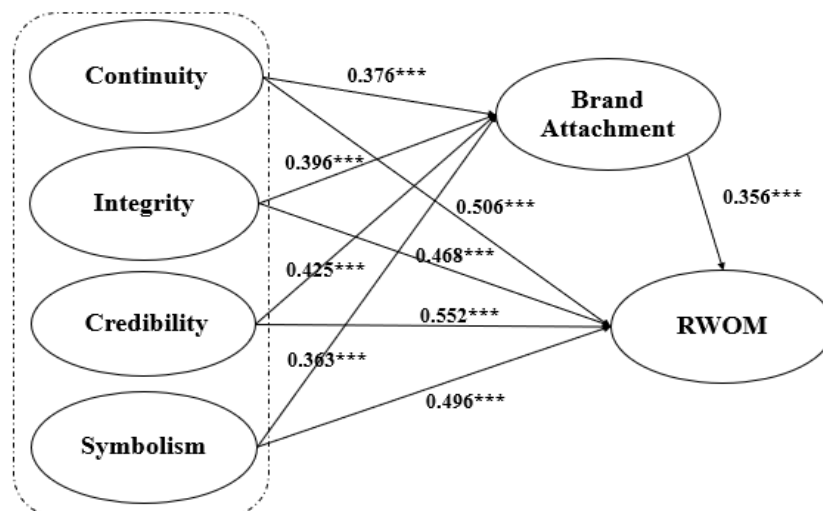 Continuity
0.376***
Brand
Attachment
0.396***
Integrity
0.506***
0.356***
0.468***
0.425***
Credibility
0.552***
RWOM
0.363***
0.496***
Symbolism